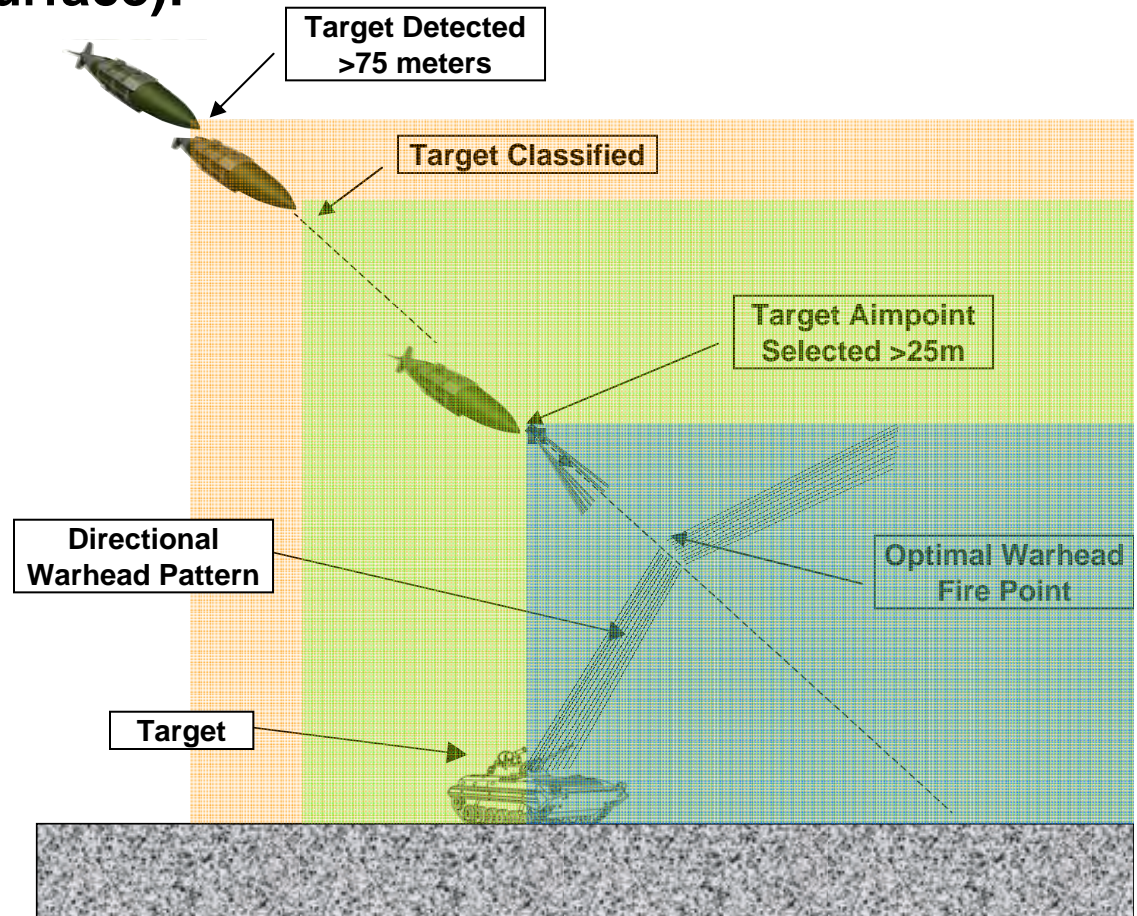 urface).
Target Detected
>75 meters
Target Classified
Target Aimpoint
Selected >25m
Directional
Warhead Pattern
Optimal Warhead
Fire Point
Target